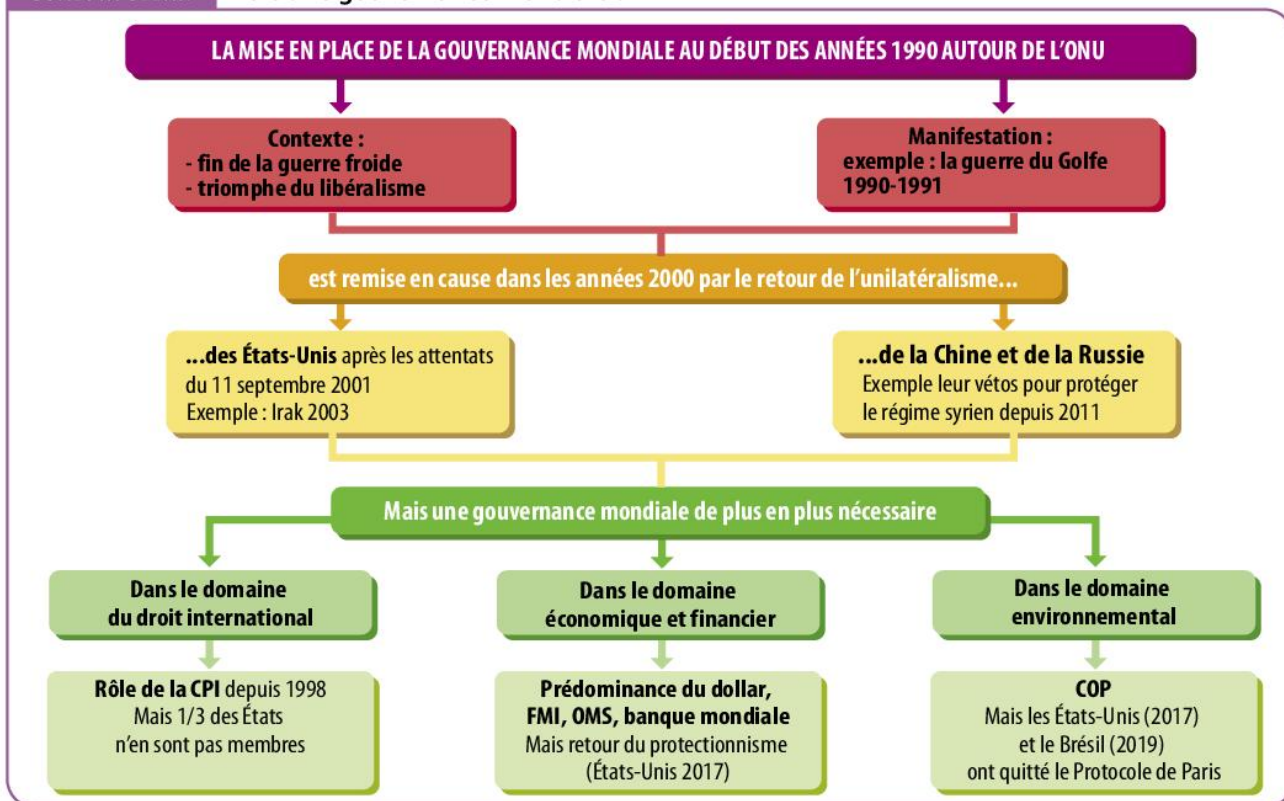 LA MISE EN PLACE DE LA GOUVERNANCE MONDIALE AU DÉBUT DES ANNÉES 1990 AUTOUR DE L’ONU
Contexte :
- fin de la guerre froide
- triomphe du libéralisme
Manifestation :
exemple : la guerre du Golfe
1990-1991
est remise en cause dans les années 2000 par le retour de l’unilatéralisme...
...des États-Unis après les attentats
du 11 septembre 2001
Exemple : Irak 2003
...de la Chine et de la Russie
Exemple leur vétos pour protéger
le régime syrien depuis 2011
Mais une gouvernance mondiale de plus en plus nécessaire
Dans le domaine
du droit international
Dans le domaine
économique et financier
Dans le domaine
environnemental
Rôle de la CPI depuis 1998
Mais 1/3 des États
n’en sont pas membres
Prédominance du dollar,
FMI, OMS, banque mondiale
Mais retour du protectionnisme
(États-Unis 2017)
COP
Mais les États-Unis (2017)
et le Brésil (2019)
ont quitté le Protocole de Paris